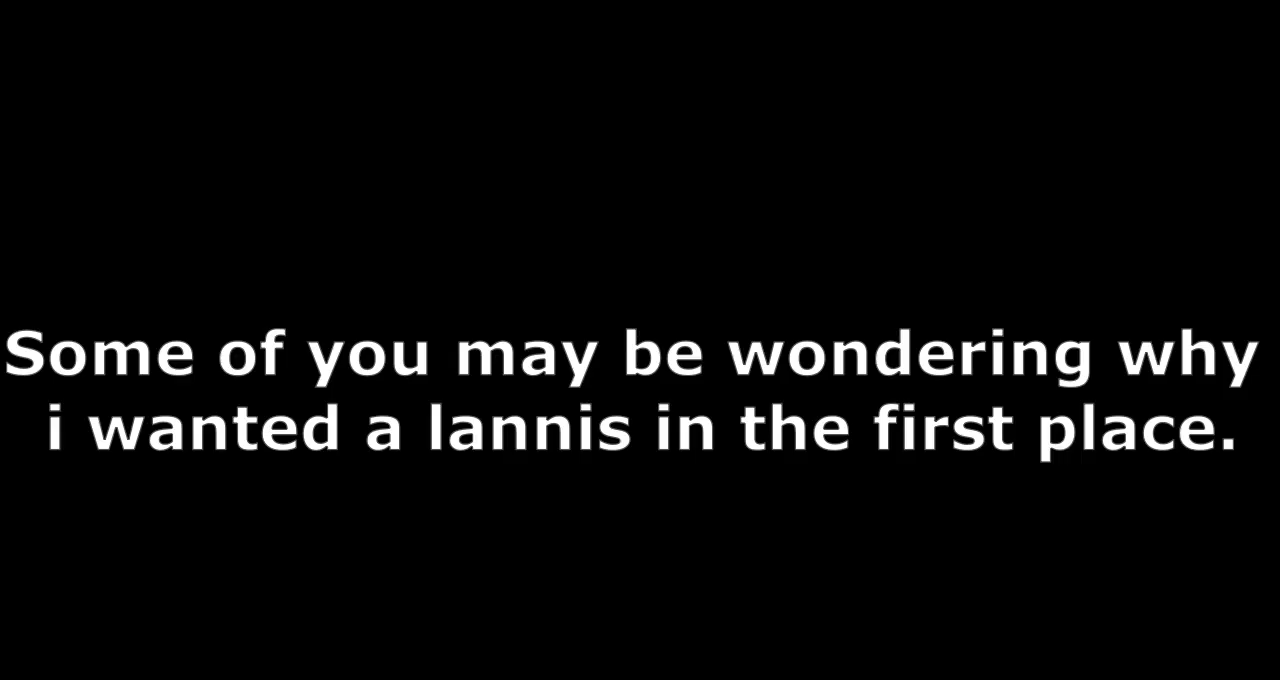 Some of you may be wondering why
i wanted a lannis in the first place.